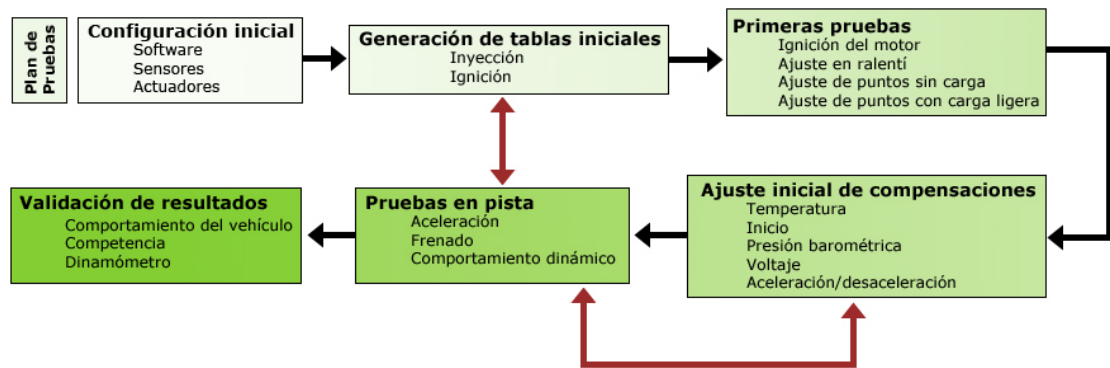 Plan de
Pruebas
Configuración inicial
Software
Sensores
Actuadores
Generación de tablas iniciales
Inyección
Ignición
Primeras pruebas
Ignición del motor
Ajuste en ralentí
Ajuste de puntos sin carga
Ajuste de puntos con carga ligera
Ajuste inicial de compensaciones
Temperatura
Inicio
Presión barométrica
Voltaje
Aceleración/desaceleración
Pruebas en pista
Aceleración
Frenado
Comportamiento dinámico
Validación de resultados
Comportamiento del vehículo
Competencia
Dinamómetro